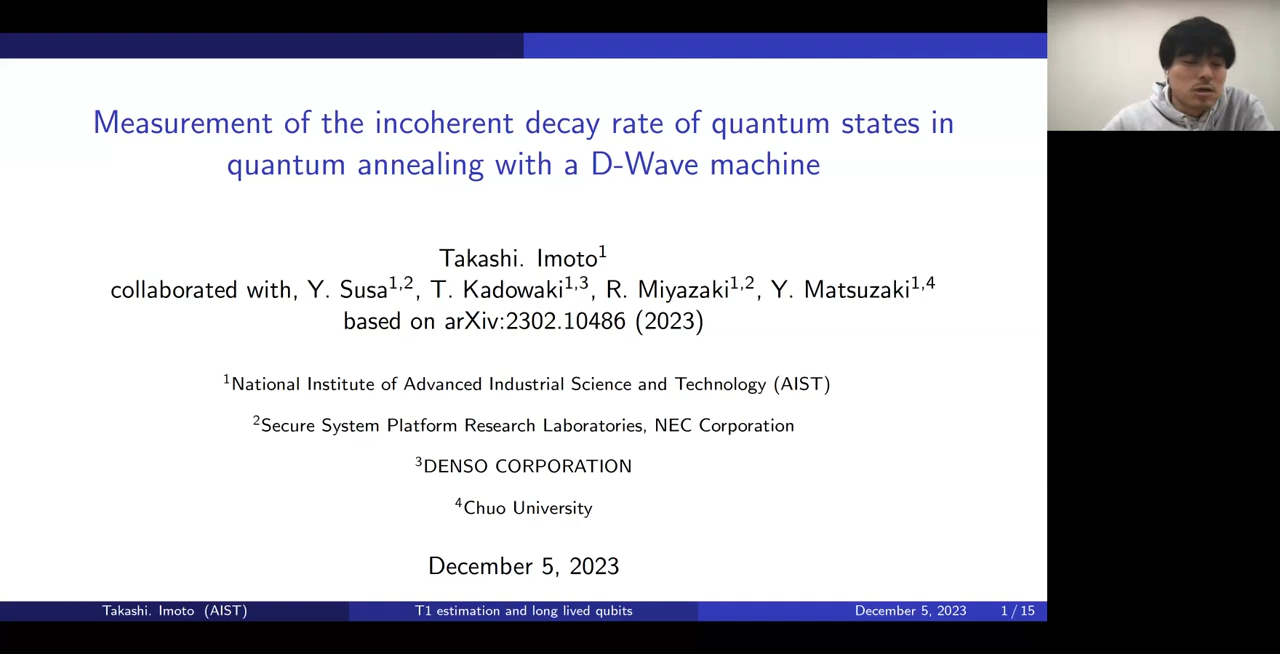 Measurement of the incoherent decay rate of quantum states in
quantum annealing with a D-Wave machine
Takashi. Imoto¹
collaborated with, Y. Susa¹,², T. Kadowaki¹,³, R. Miyazaki¹,², Y. Matsuzaki¹,⁴
based on arXiv:2302.10486 (2023)
¹National Institute of Advanced Industrial Science and Technology (AIST)
²Secure System Platform Research Laboratories, NEC Corporation
³DENSO CORPORATION
⁴Chuo University
December 5, 2023
Takashi. Imoto (AIST) T1 estimation and long lived qubits December 5, 2023 1 / 15